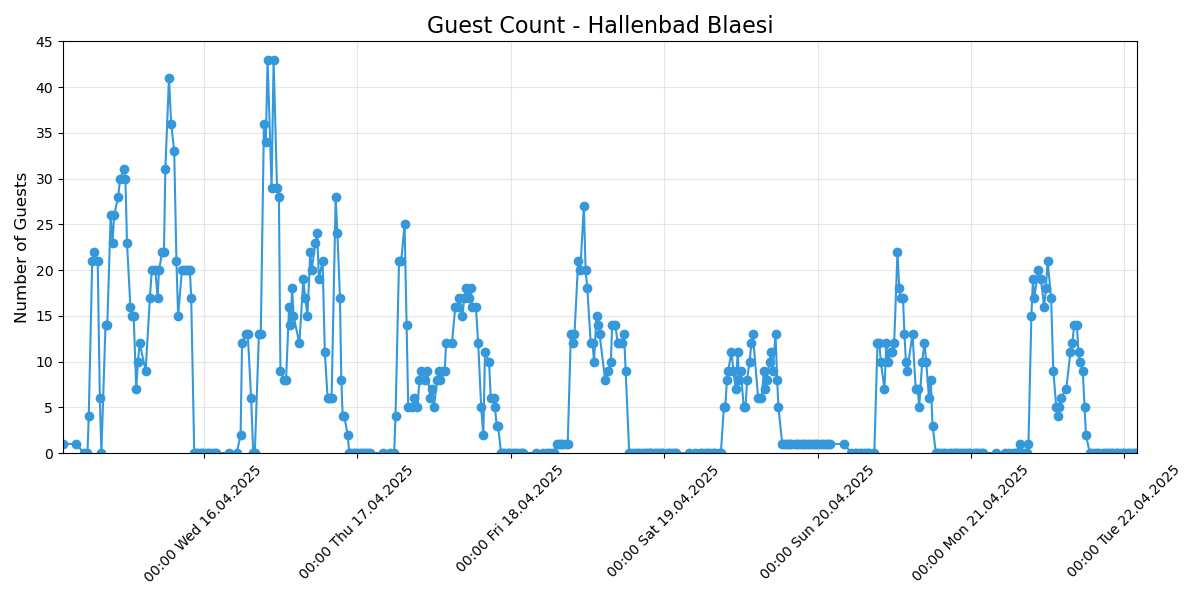 Guest Count - Hallenbad Blaesi
Number of Guests
45
40
35
30
25
20
15
10
5
0
00:00 Wed 16.04.2025
00:00 Thu 17.04.2025
00:00 Fri 18.04.2025
00:00 Sat 19.04.2025
00:00 Sun 20.04.2025
00:00 Mon 21.04.2025
00:00 Tue 22.04.2025